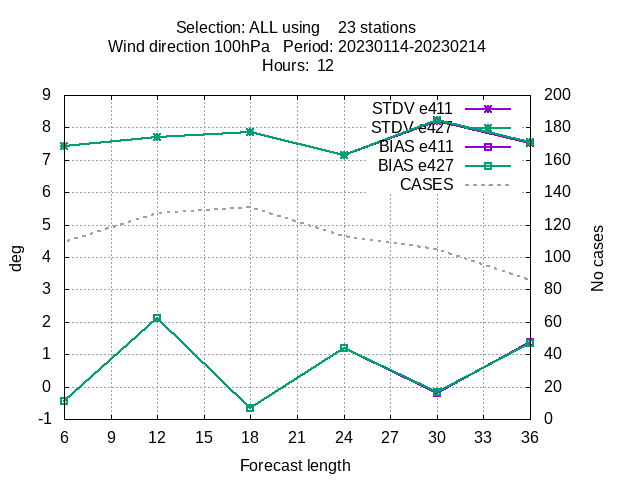 Selection: ALL using    23 stations
Wind direction 100hPa   Period: 20230114-20230214
Hours:  12
9 200
8 STDV e411 180
STDV e427
7 BIAS e411 160
BIAS e427
6 CASES 140
5 120
deg 4 100 No cases
3 80
2 60
1 40
0 20
-1 0
6 9 12 15 18 21 24 27 30 33 36
Forecast length